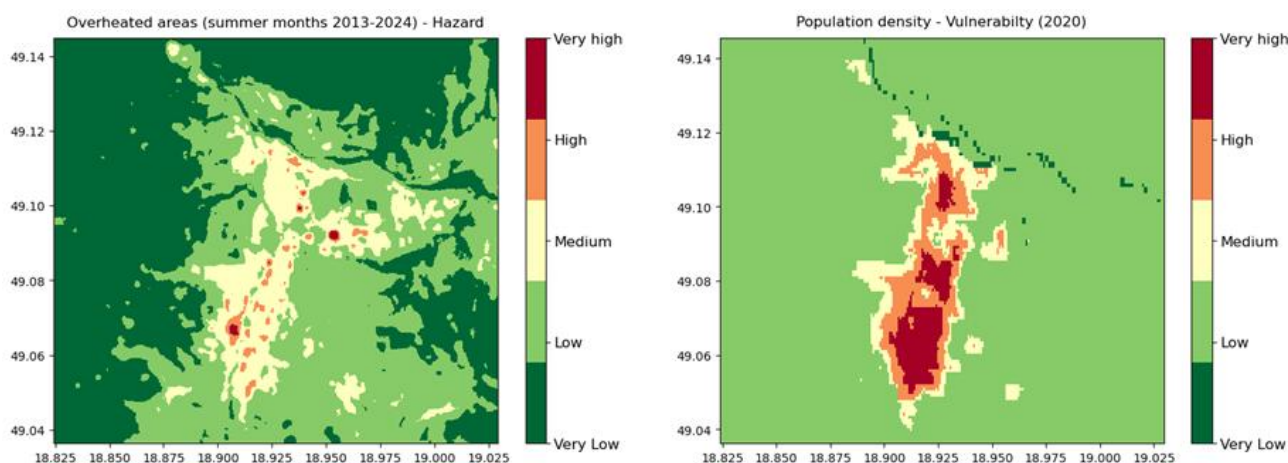 Overheated areas (summer months 2013-2024) - Hazard
49.14
49.12
49.10
49.08
49.06
49.04
18.825 18.850 18.875 18.900 18.925 18.950 18.975 19.000 19.025
Very high
High
Medium
Low
Very Low
Population density - Vulnerabilty (2020)
49.14
49.12
49.10
49.08
49.06
49.04
18.825 18.850 18.875 18.900 18.925 18.950 18.975 19.000 19.025
Very high
High
Medium
Low
Very Low